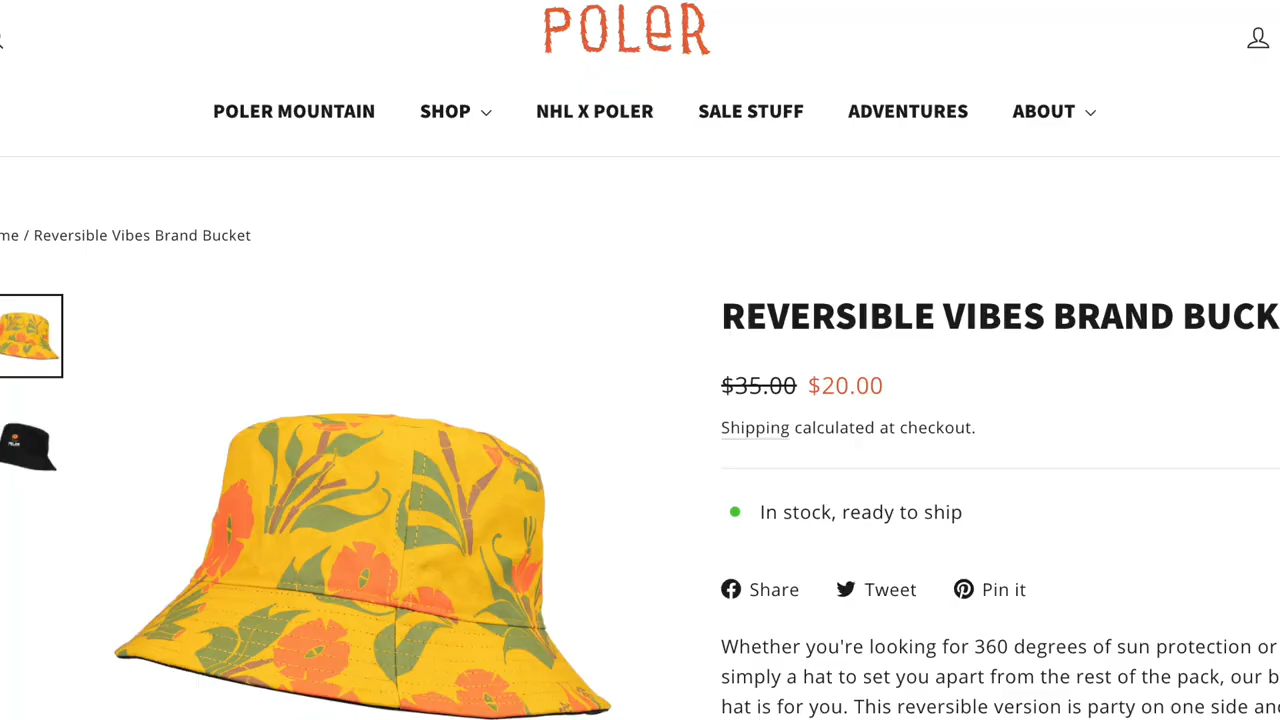 POLeR
POLER MOUNTAIN SHOP NHL X POLER SALE STUFF ADVENTURES ABOUT
me / Reversible Vibes Brand Bucket
REVERSIBLE VIBES BRAND BUCK
$35.00 $20.00
Shipping calculated at checkout.
In stock, ready to ship
Share Tweet Pin it
Whether you're looking for 360 degrees of sun protection or
simply a hat to set you apart from the rest of the pack, our b
hat is for you. This reversible version is party on one side and